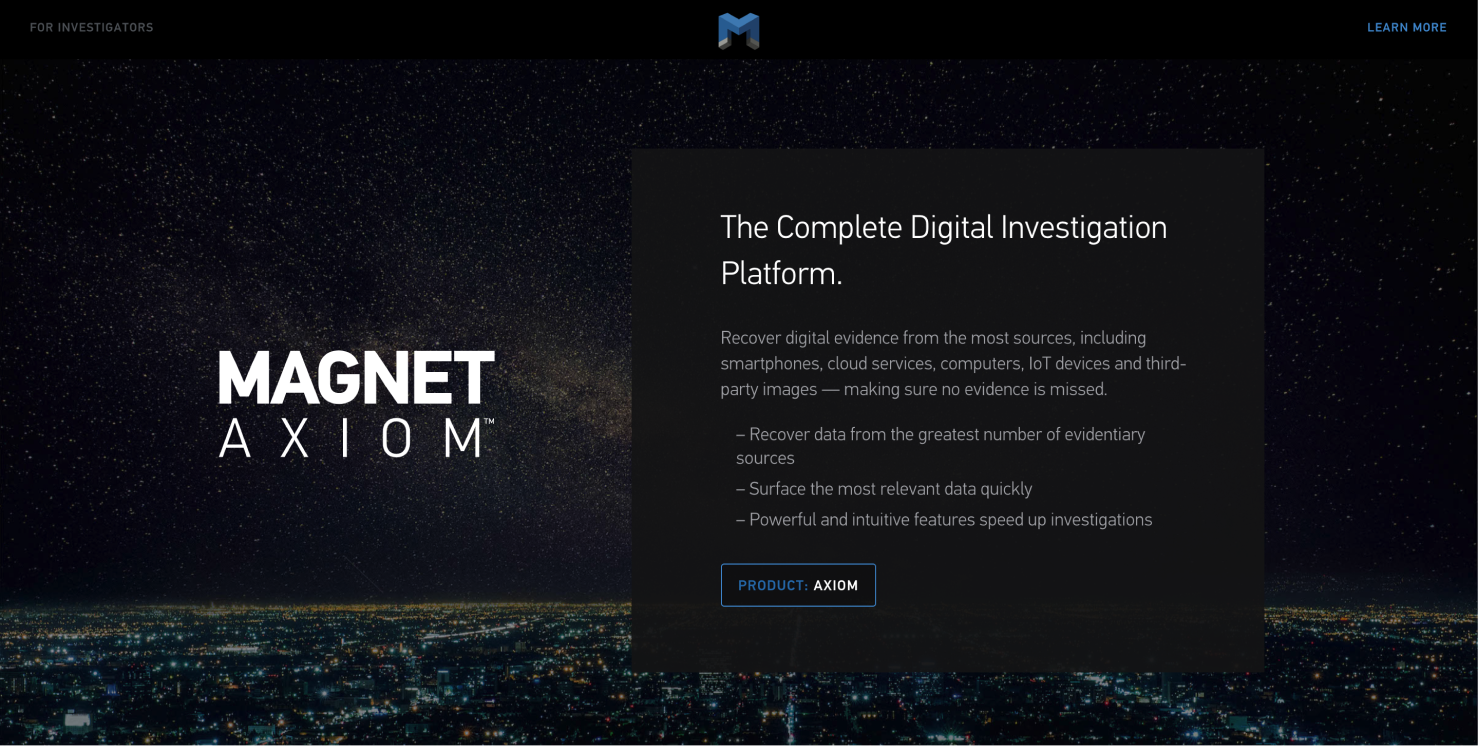 FOR INVESTIGATORS
LEARN MORE
MAGNET
AXIOM™
The Complete Digital Investigation
Platform.
Recover digital evidence from the most sources, including
smartphones, cloud services, computers, IoT devices and third-
party images — making sure no evidence is missed.
– Recover data from the greatest number of evidentiary
sources
– Surface the most relevant data quickly
– Powerful and intuitive features speed up investigations
PRODUCT: AXIOM